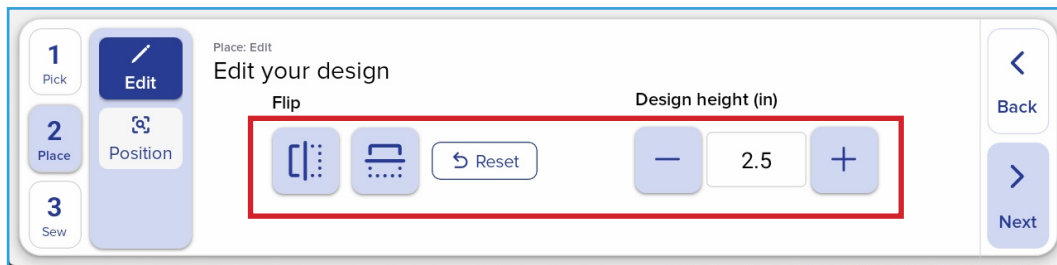 1
Pick
2
Place
3
Sew
Edit
Position
Place: Edit
Edit your design
Flip
Reset
Design height (in)
2.5
Back
Next